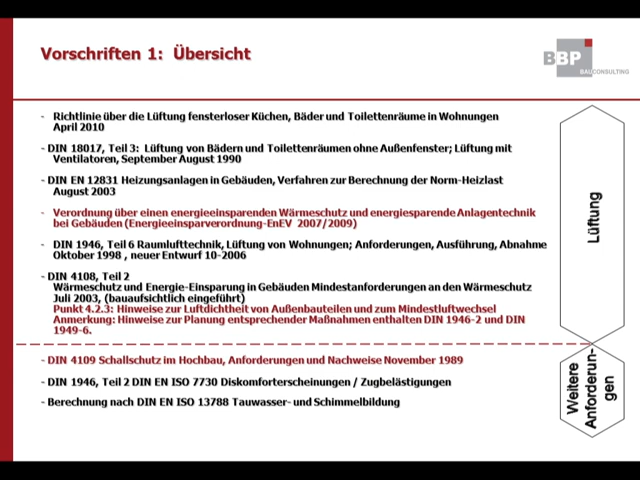 Vorschriften 1:  Übersicht
BBP
BAUCONSULTING
- Richtlinie über die Lüftung fensterloser Küchen, Bäder und Toilettenräume in Wohnungen
April 2010
- DIN 18017, Teil 3:  Lüftung von Bädern und Toilettenräumen ohne Außenfenster; Lüftung mit
Ventilatoren, September August 1990
- DIN EN 12831 Heizungsanlagen in Gebäuden, Verfahren zur Berechnung der Norm-Heizlast
August 2003
- Verordnung über einen energieeinsparenden Wärmeschutz und energiesparende Anlagentechnik
bei Gebäuden (Energieeinsparverordnung-EnEV  2007/2009)
- DIN 1946, Teil 6 Raumlufttechnik, Lüftung von Wohnungen; Anforderungen, Ausführung, Abnahme
Oktober 1998 , neuer Entwurf 10-2006
- DIN 4108, Teil 2
Wärmeschutz und Energie-Einsparung in Gebäuden Mindestanforderungen an den Wärmeschutz
Juli 2003, (bauaufsichtlich eingeführt)
Punkt 4.2.3: Hinweise zur Luftdichtheit von Außenbauteilen und zum Mindestluftwechsel
Anmerkung: Hinweise zur Planung entsprechender Maßnahmen enthalten DIN 1946-2 und DIN
1949-6.
Lüftung
- DIN 4109 Schallschutz im Hochbau, Anforderungen und Nachweise November 1989
- DIN 1946, Teil 2 DIN EN ISO 7730 Diskomforterscheinungen / Zugbelästigungen
- Berechnung nach DIN EN ISO 13788 Tauwasser- und Schimmelbildung
Weitere
Anforderun-
gen